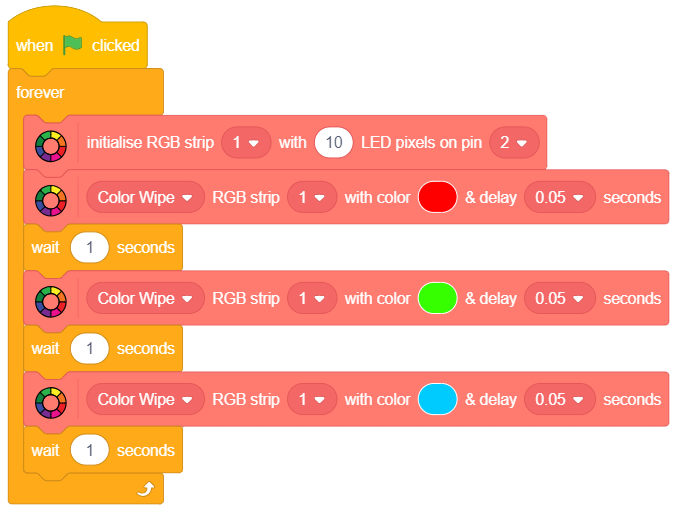 when clicked
forever
initialise RGB strip 1 with 10 LED pixels on pin 2
Color Wipe RGB strip 1 with color & delay 0.05 seconds
wait 1 seconds
Color Wipe RGB strip 1 with color & delay 0.05 seconds
wait 1 seconds
Color Wipe RGB strip 1 with color & delay 0.05 seconds
wait 1 seconds